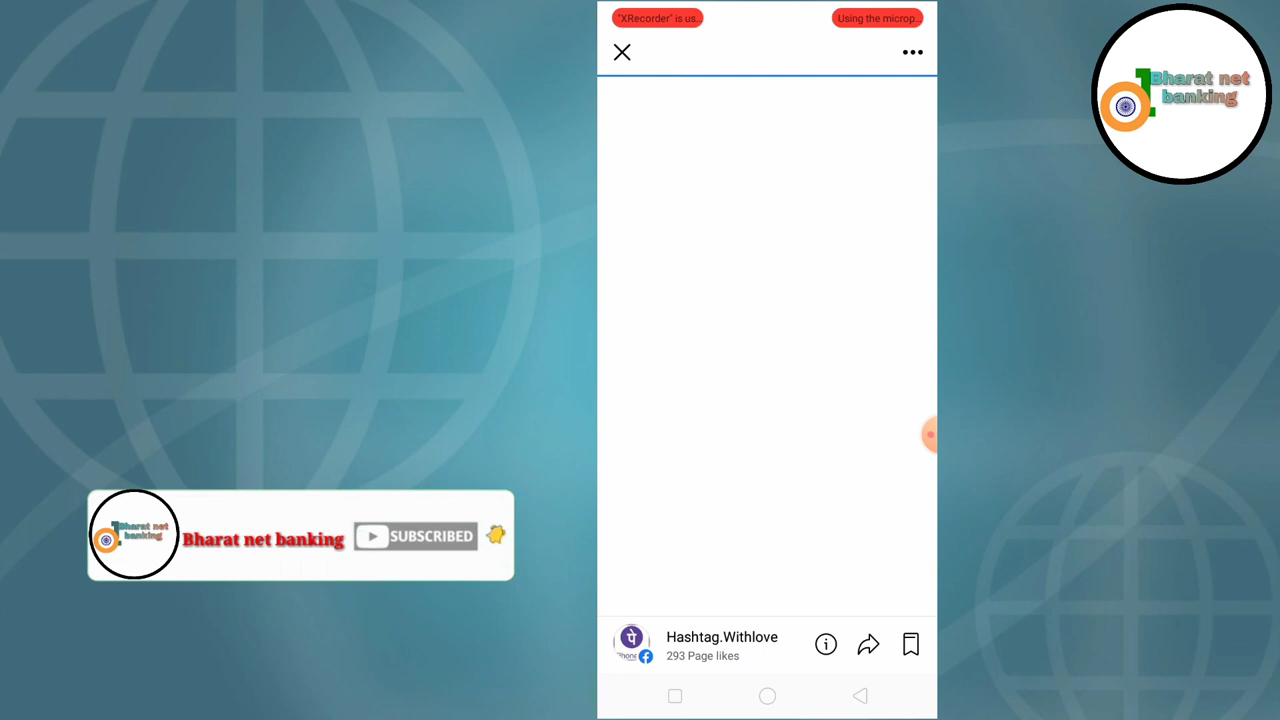 "XRecorder" is us...
Using the microp...
Bharat net
banking
Hashtag.Withlove
293 Page likes
पे
Bharat net
banking
Bharat net banking
SUBSCRIBED